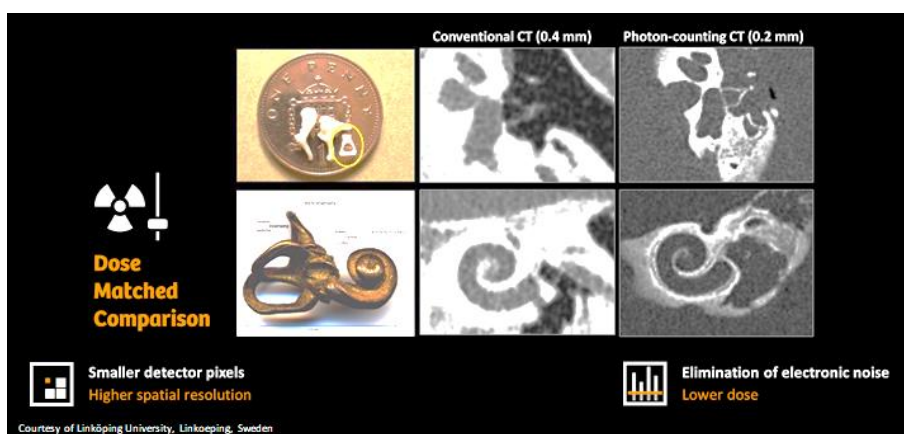 Conventional CT (0.4 mm)
Photon-counting CT (0.2 mm)
ONE PENNY
Dose
Matched
Comparison
Smaller detector pixels
Higher spatial resolution
Elimination of electronic noise
Lower dose
Courtesy of Linköping University, Linkoeping, Sweden